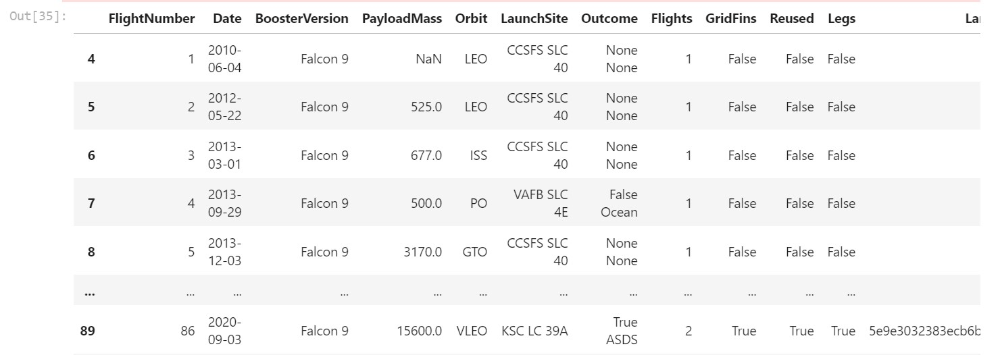 Out[35]: FlightNumber Date BoosterVersion PayloadMass Orbit LaunchSite Outcome Flights GridFins Reused Legs
4 1 2010-06-04 Falcon 9 NaN LEO CCSFS SLC 40 None None 1 False False False
5 2 2012-05-22 Falcon 9 525.0 LEO CCSFS SLC 40 None None 1 False False False
6 3 2013-03-01 Falcon 9 677.0 ISS CCSFS SLC 40 None None 1 False False False
7 4 2013-09-29 Falcon 9 500.0 PO VAFB SLC 4E False Ocean 1 False False False
8 5 2013-12-03 Falcon 9 3170.0 GTO CCSFS SLC 40 None None 1 False False False
... ... ... ... ... ... ... ... ... ... ... ...
89 86 2020-09-03 Falcon 9 15600.0 VLEO KSC LC 39A True ASDS 2 True True True 5e9e3032383ecb6b